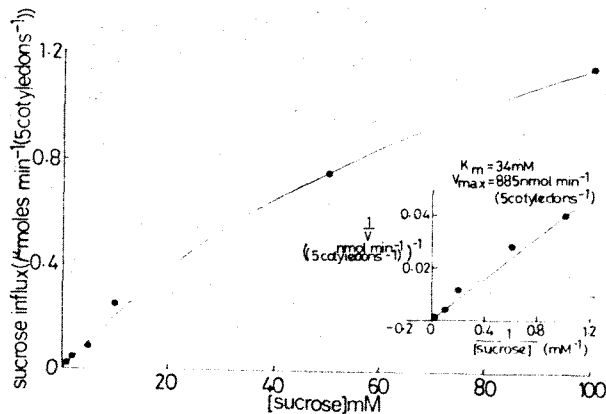 sucrose influx(μmoles min⁻¹(5cotyledons⁻¹))
1·2
0·8
0·4
0
20
40
60
80
100
[sucrose]mM
Km=34mM
Vmax=885nmol min⁻¹
(5cotyledons⁻¹)
1
V
(nmol min⁻¹
(5cotyledons⁻¹))⁻¹
0.04
0.02
-0.2
0
0.4
0.8
1.2
1
[sucrose] (mM⁻¹)